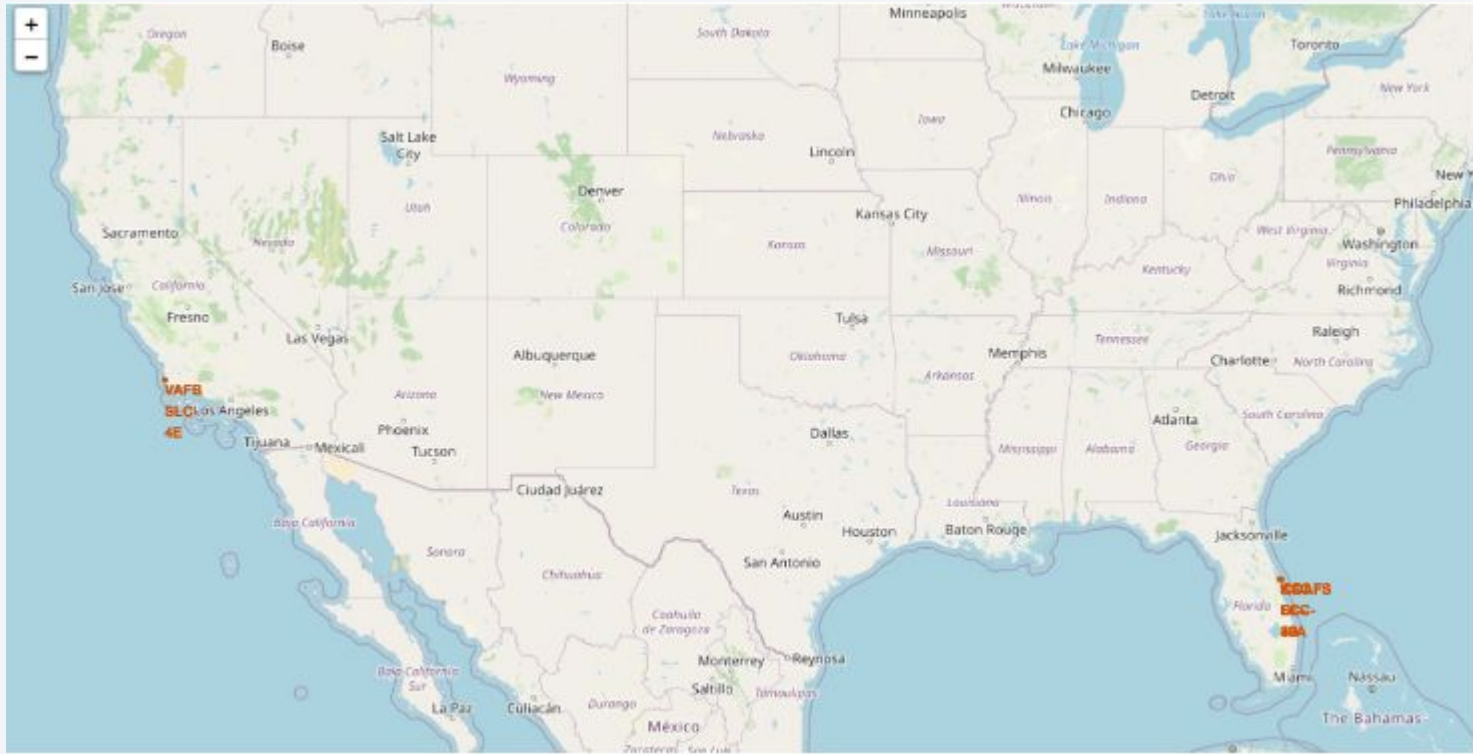 +
−
Minneapolis
Oregon
Boise
South Dakota
Toronto
Lake Michigan
Milwaukee
Wyoming
Detroit
New York
Chicago
Iowa
Salt Lake
City
Nebraska
Lincoln
Pennsylvania
Ohio
New Y
Denver
Utah
Illinois
Indiana
Philadelphia
Kansas City
Colorado
Sacramento
Nevada
Kansas
Missouri
West Virginia
Washington
Virginia
Kentucky
San Jose
California
Richmond
Fresno
Tulsa
Las Vegas
Raleigh
Tennessee
Albuquerque
Oklahoma
Memphis
Charlotte
North Carolina
Arkansas
VAFB
SLC-
4E
Los Angeles
Arizona
New Mexico
South Carolina
Atlanta
Phoenix
Dallas
Tijuana
Mexicali
Tucson
Mississippi
Alabama
Georgia
Ciudad Juárez
Texas
Louisiana
Austin
Houston
Baton Rouge
Baja California
Jacksonville
Sonora
San Antonio
Chihuahua
Florida
Coahuila
de Zaragoza
Monterrey
Reynosa
Baja California
Sur
Miami
Nassau
Saltillo
Tamaulipas
La Paz
Culiacán
Durango
México
The Bahamas